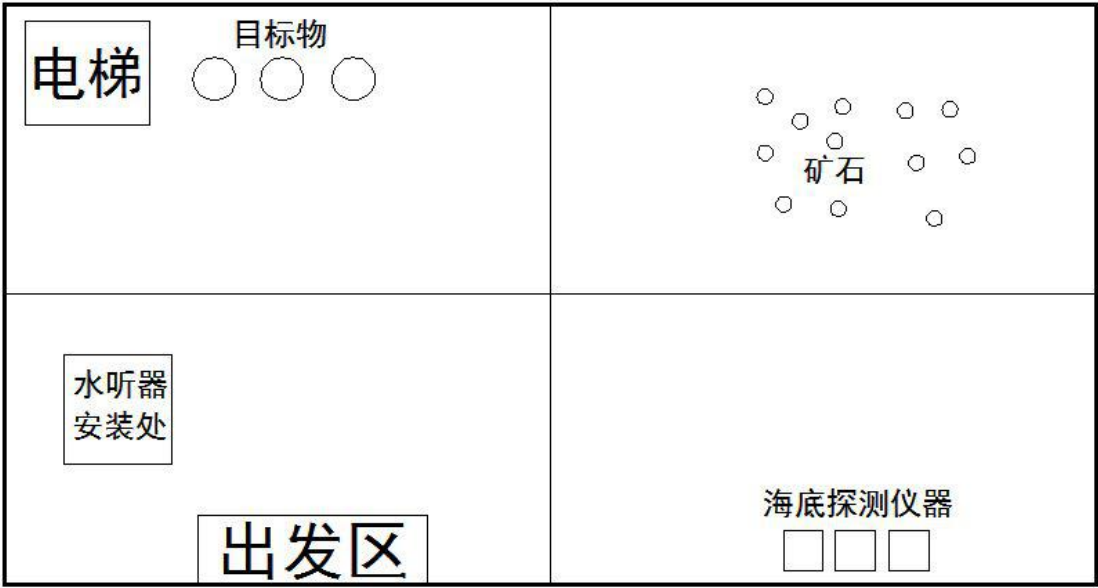 电梯
目标物
矿石
水听器
安装处
出发区
海底探测仪器